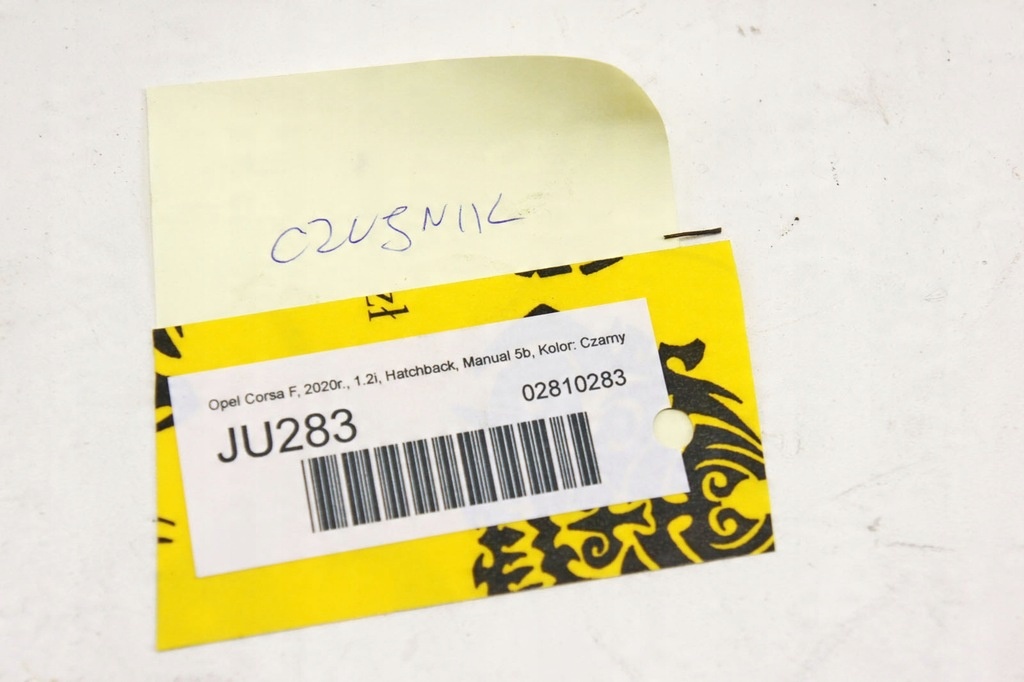 CZUJNIK
Opel Corsa F, 2020r., 1.2i, Hatchback, Manual 5b, Kolor: Czarny
02810283
JU283